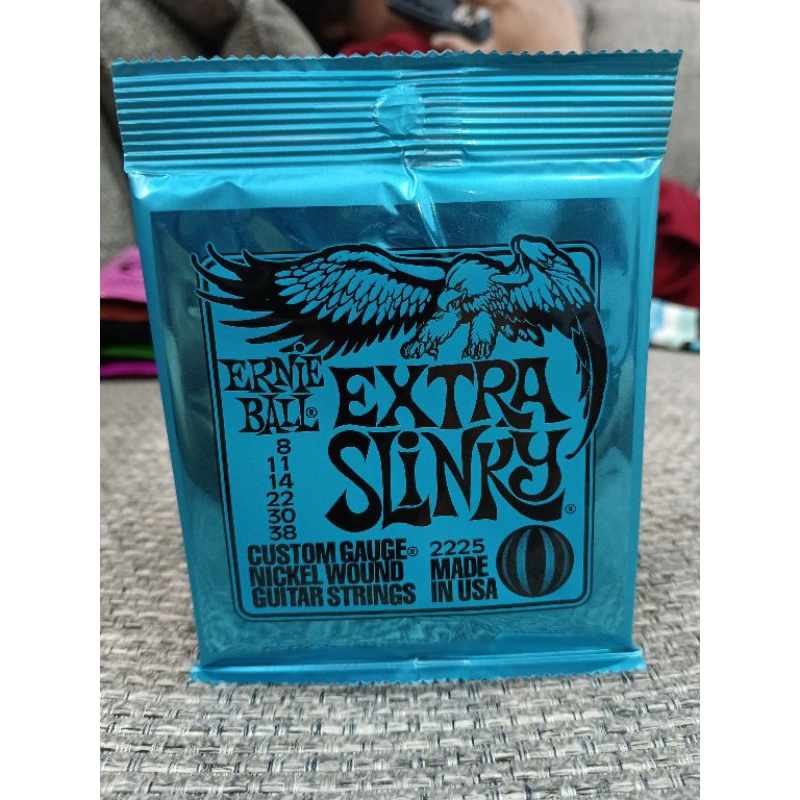 ERNIE
BALL®
EXTRA
SLINKY®
8
11
14
22
30
38
CUSTOM GAUGE®
NICKEL WOUND
GUITAR STRINGS
2225
MADE
IN USA